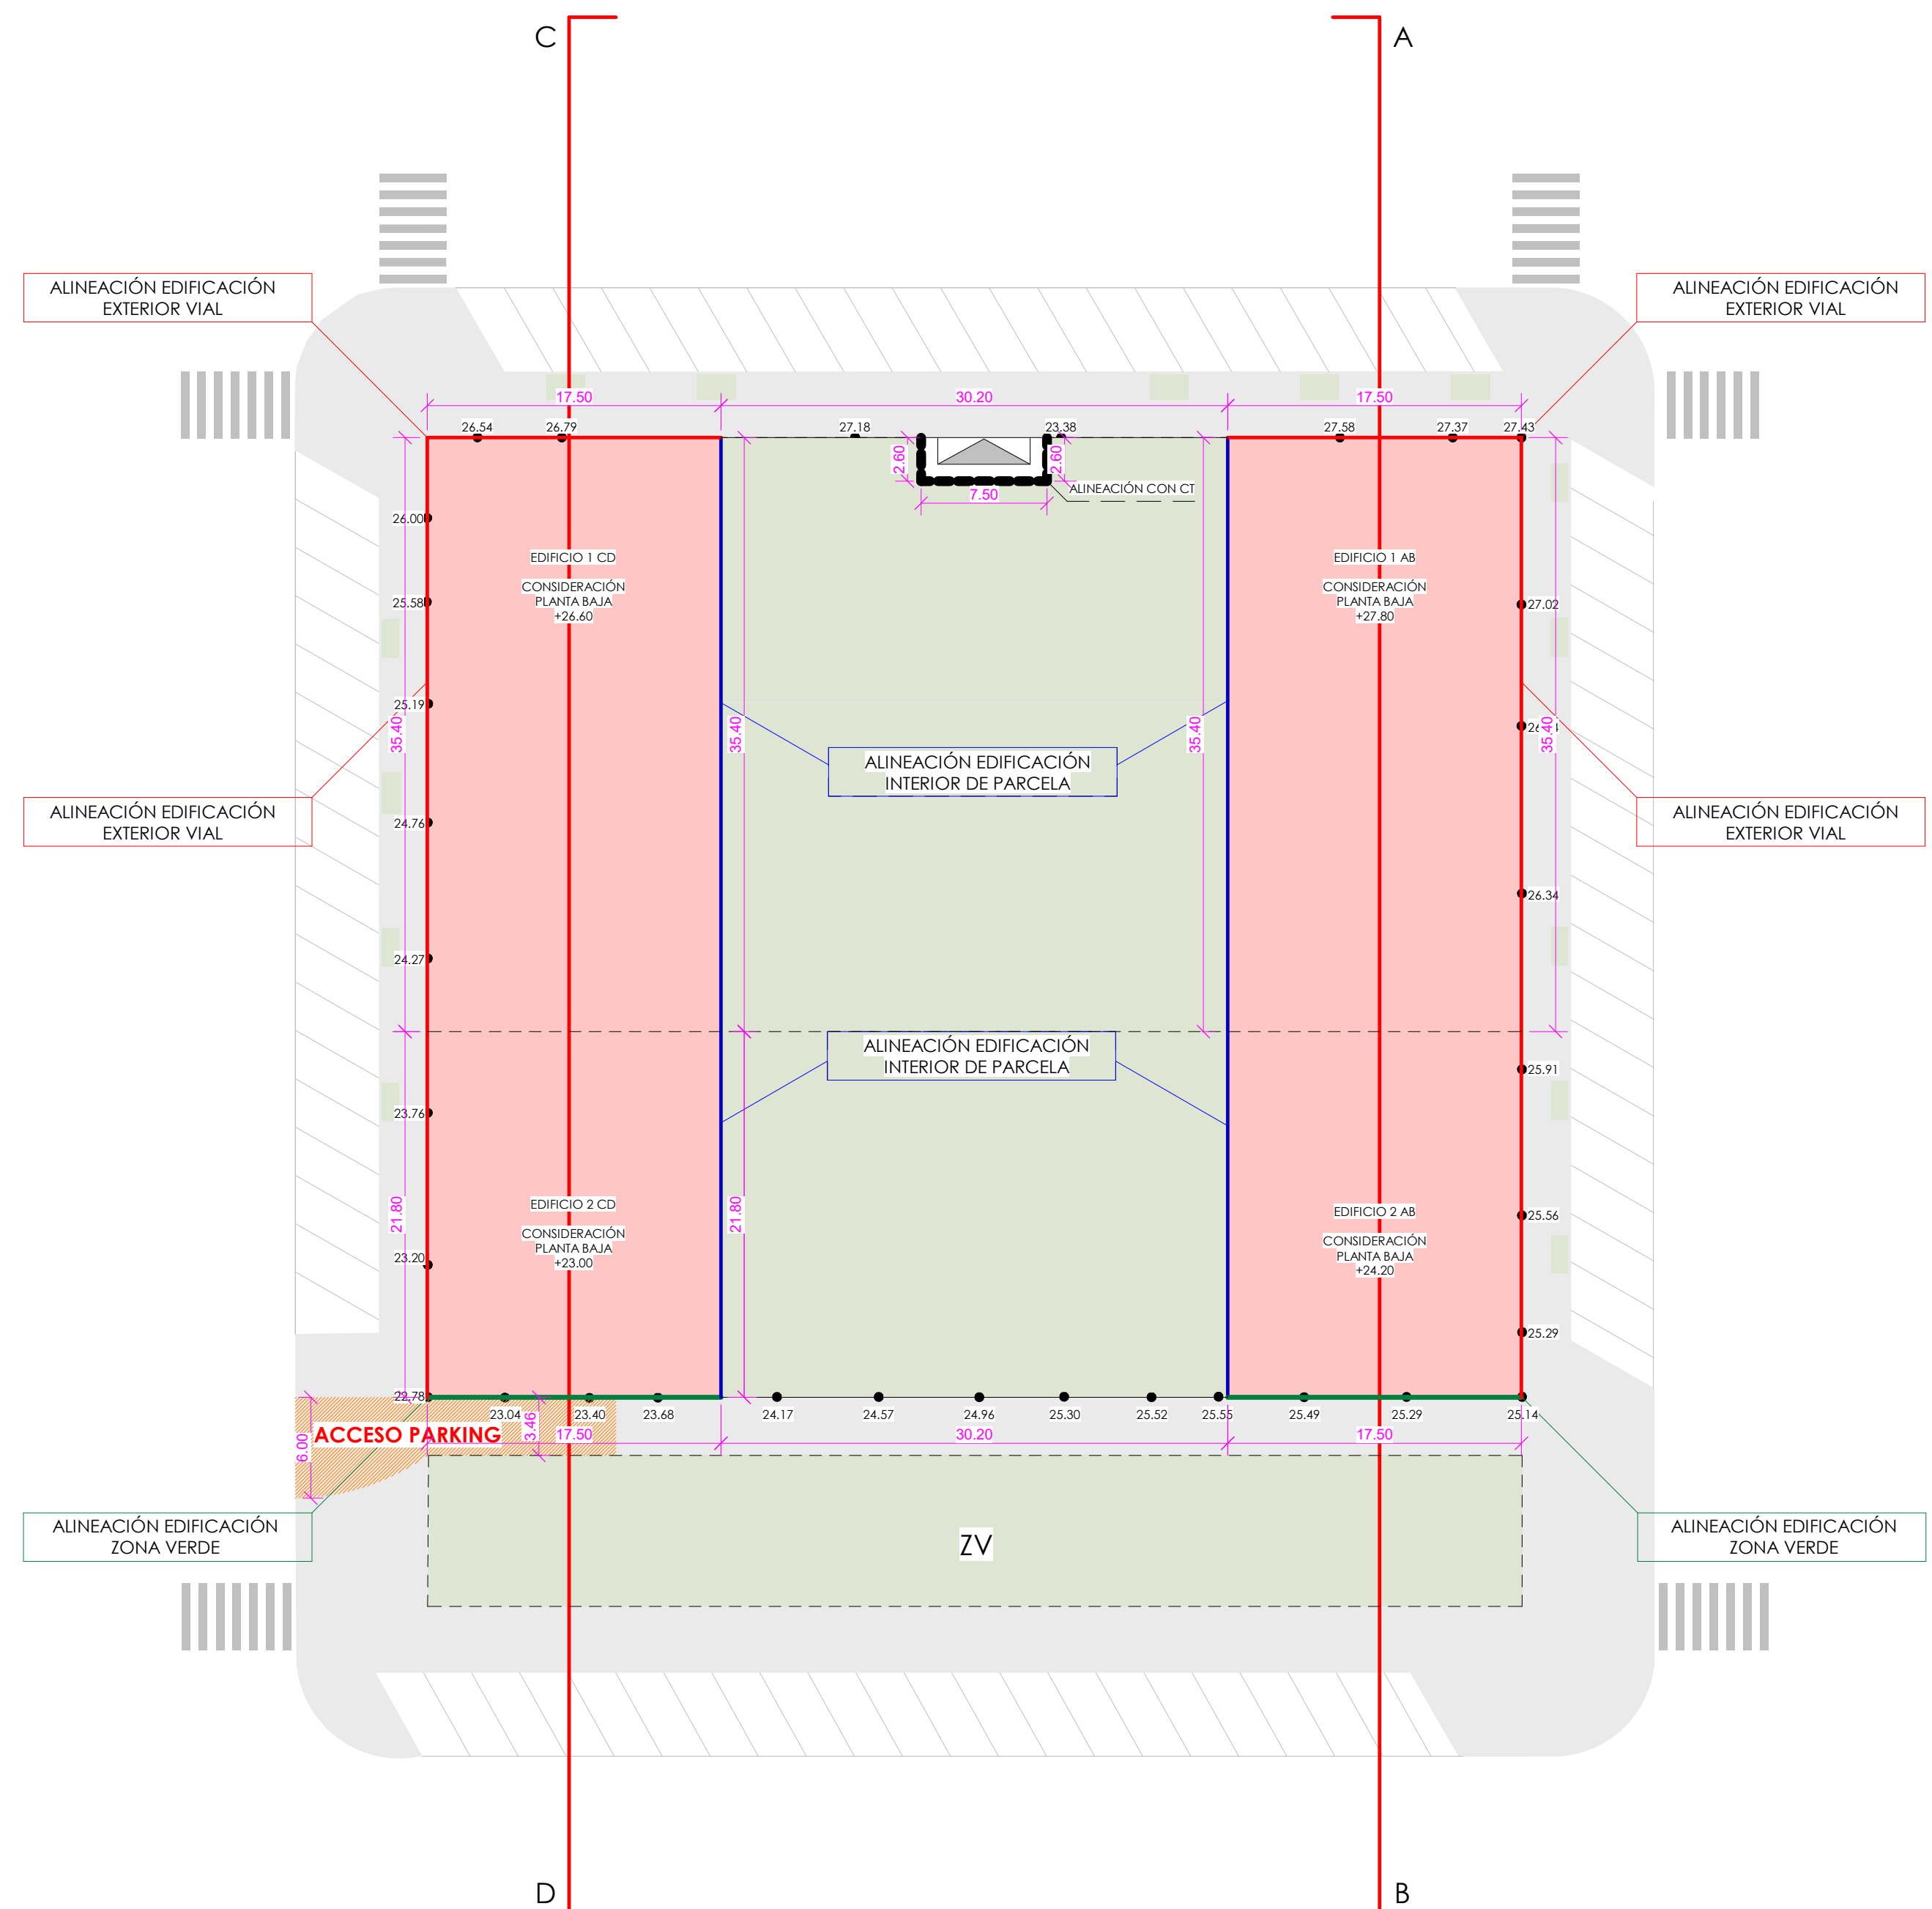 C
A
ALINEACIÓN EDIFICACIÓN
EXTERIOR VIAL
ALINEACIÓN EDIFICACIÓN
EXTERIOR VIAL
17.50
30.20
17.50
26.54
26.79
27.18
23.38
27.58
27.37
27.43
2.60
2.60
7.50
ALINEACIÓN CON CT
26.00
25.58
25.19
24.76
24.27
23.76
23.20
22.78
EDIFICIO 1 CD
CONSIDERACIÓN
PLANTA BAJA
+26.60
EDIFICIO 1 AB
CONSIDERACIÓN
PLANTA BAJA
+27.80
27.02
26.34
25.91
25.56
25.29
35.40
35.40
35.40
35.40
ALINEACIÓN EDIFICACIÓN
INTERIOR DE PARCELA
ALINEACIÓN EDIFICACIÓN
EXTERIOR VIAL
ALINEACIÓN EDIFICACIÓN
EXTERIOR VIAL
ALINEACIÓN EDIFICACIÓN
INTERIOR DE PARCELA
21.80
21.80
EDIFICIO 2 CD
CONSIDERACIÓN
PLANTA BAJA
+23.00
EDIFICIO 2 AB
CONSIDERACIÓN
PLANTA BAJA
+24.20
23.04
23.40
23.68
24.17
24.57
24.96
25.30
25.52
25.55
25.49
25.29
25.14
ACCESO PARKING
6.00
3.46
17.50
30.20
17.50
ALINEACIÓN EDIFICACIÓN
ZONA VERDE
ZV
ALINEACIÓN EDIFICACIÓN
ZONA VERDE
D
B